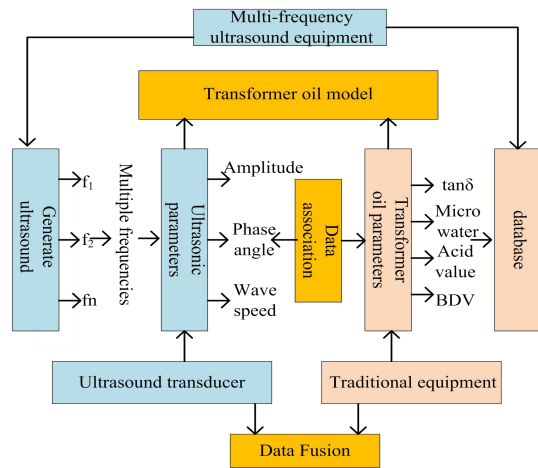 Multi-frequency
ultrasound equipment
Transformer oil model
Generate
ultrasound
f1
f2
fn
Multiple frequencies
Ultrasonic
parameters
Amplitude
Phase
angle
Wave
speed
Data
association
Transformer
oil parameters
tanδ
Micro
water
Acid
value
BDV
database
Ultrasound transducer
Traditional equipment
Data Fusion